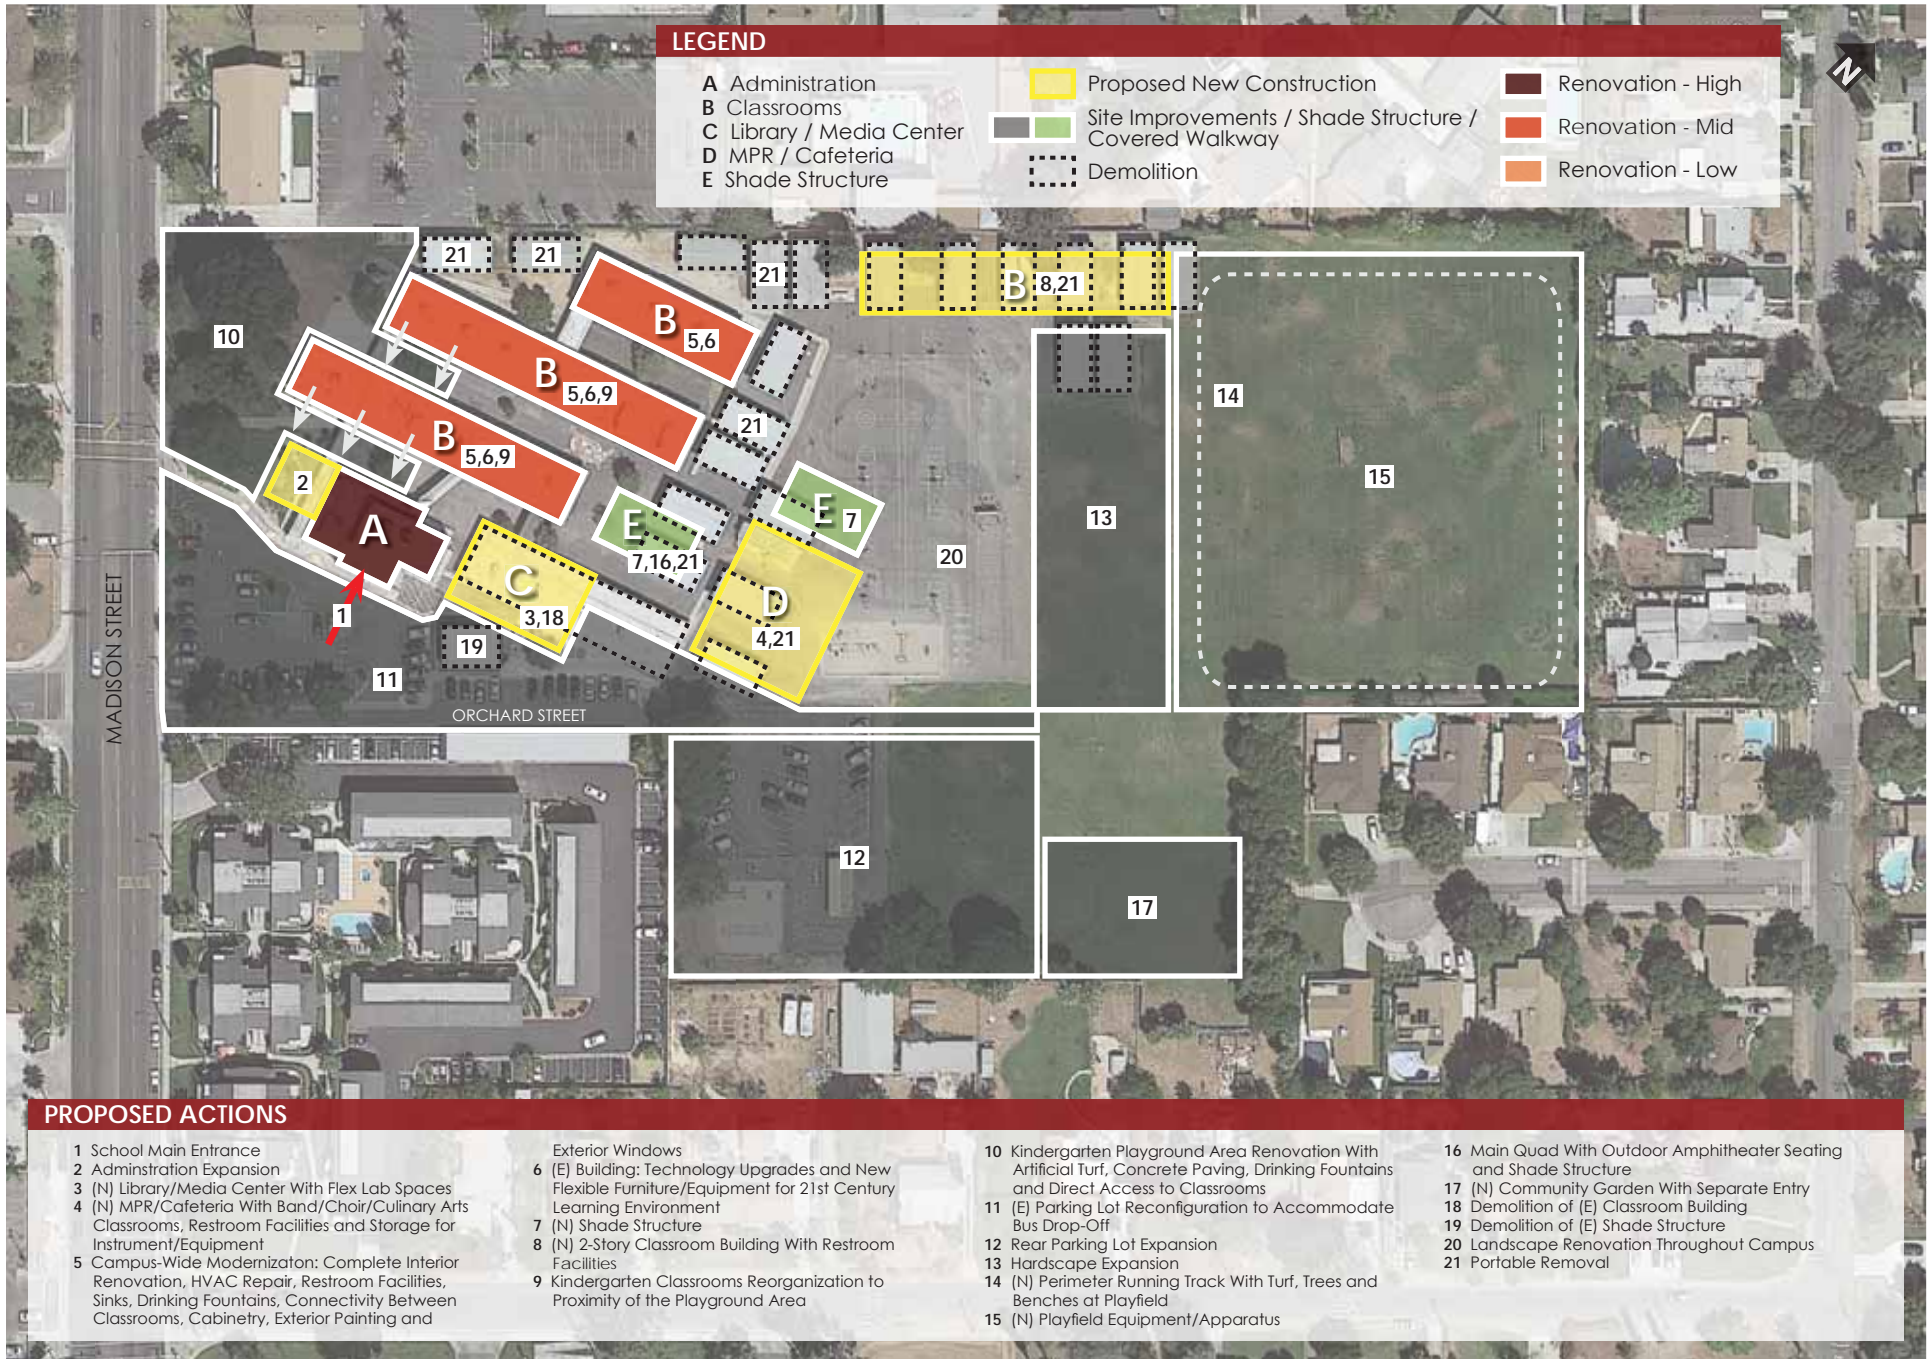 LEGEND
A Administration
B Classrooms
C Library / Media Center
D MPR / Cafeteria
E Shade Structure
Proposed New Construction
Site Improvements / Shade Structure /
Covered Walkway
Demolition
Renovation - High
Renovation - Mid
Renovation - Low
N
21
21
21
B 8,21
10
B 5,6
B 5,6,9
14
21
B 5,6,9
15
2
A
E 7
13
E
7,16,21
20
C
3,18
D
4,21
1
19
11
MADISON STREET
ORCHARD STREET
12
17
PROPOSED ACTIONS
1 School Main Entrance
2 Adminstration Expansion
3 (N) Library/Media Center With Flex Lab Spaces
4 (N) MPR/Cafeteria With Band/Choir/Culinary Arts
Classrooms, Restroom Facilities and Storage for
Instrument/Equipment
5 Campus-Wide Modernizaton: Complete Interior
Renovation, HVAC Repair, Restroom Facilities,
Sinks, Drinking Fountains, Connectivity Between
Classrooms, Cabinetry, Exterior Painting and
Exterior Windows
6 (E) Building: Technology Upgrades and New
Flexible Furniture/Equipment for 21st Century
Learning Environment
7 (N) Shade Structure
8 (N) 2-Story Classroom Building With Restroom
Facilities
9 Kindergarten Classrooms Reorganization to
Proximity of the Playground Area
10 Kindergarten Playground Area Renovation With
Artificial Turf, Concrete Paving, Drinking Fountains
and Direct Access to Classrooms
11 (E) Parking Lot Reconfiguration to Accommodate
Bus Drop-Off
12 Rear Parking Lot Expansion
13 Hardscape Expansion
14 (N) Perimeter Running Track With Turf, Trees and
Benches at Playfield
15 (N) Playfield Equipment/Apparatus
16 Main Quad With Outdoor Amphitheater Seating
and Shade Structure
17 (N) Community Garden With Separate Entry
18 Demolition of (E) Classroom Building
19 Demolition of (E) Shade Structure
20 Landscape Renovation Throughout Campus
21 Portable Removal